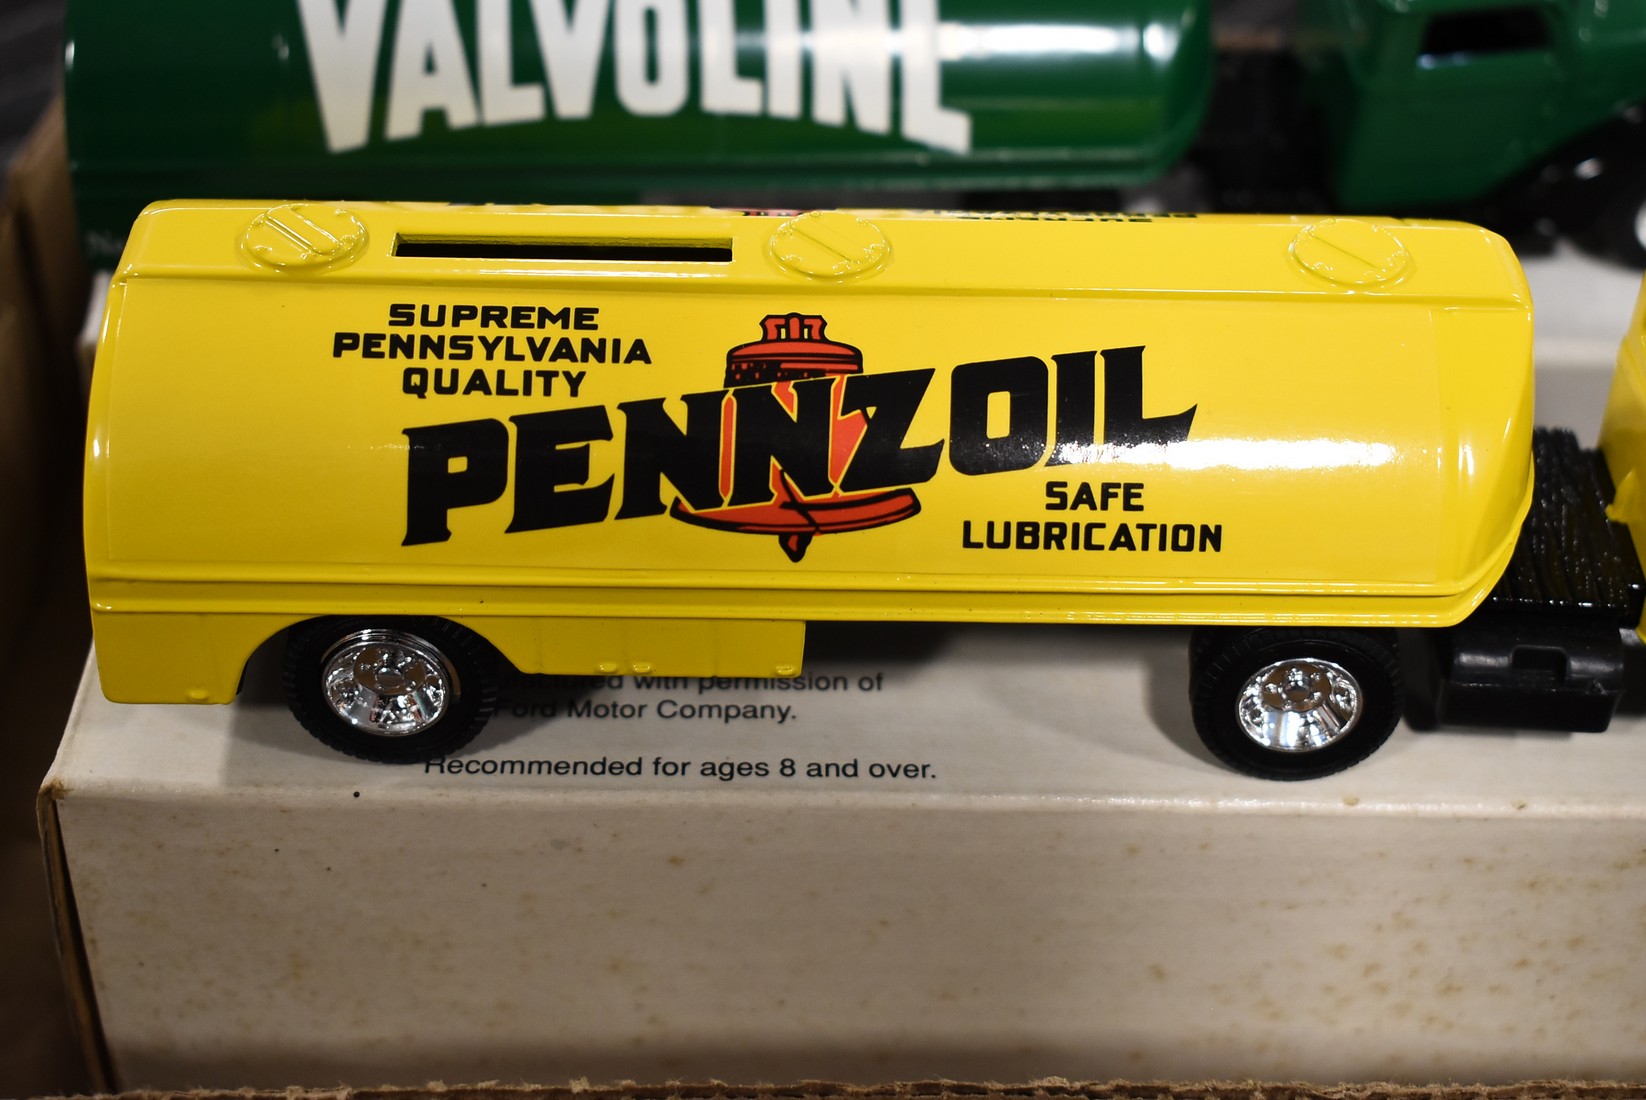 VALVOLINE
SUPREME
PENNSYLVANIA
QUALITY
PENNZOIL
SAFE
LUBRICATION
with permission of
Ford Motor Company.
Recommended for ages 8 and over.